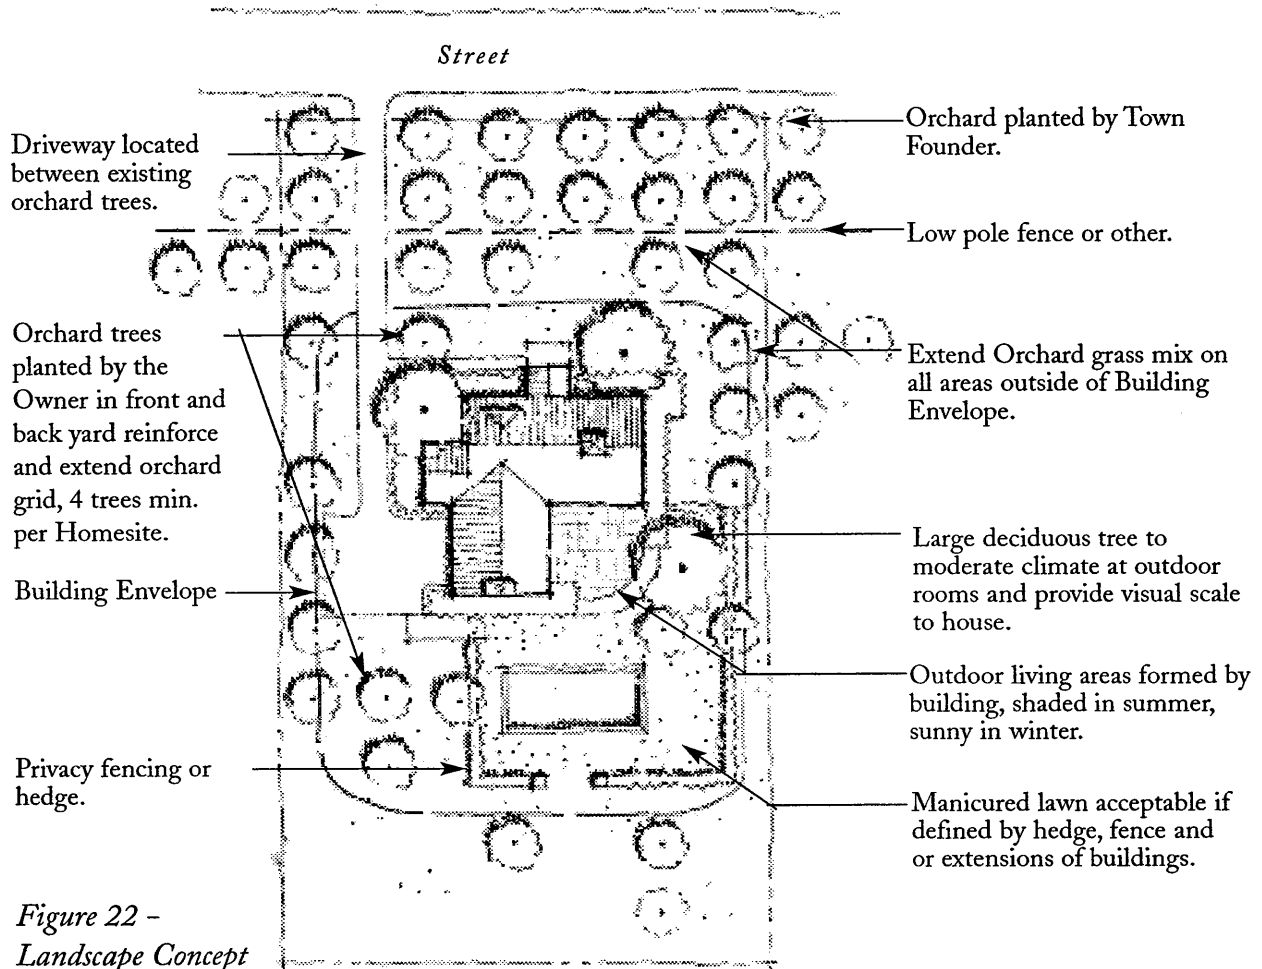 Street
Driveway located
between existing
orchard trees.
Orchard trees
planted by the
Owner in front and
back yard reinforce
and extend orchard
grid, 4 trees min.
per Homesite.
Building Envelope
Privacy fencing or
hedge.
Orchard planted by Town
Founder.
Low pole fence or other.
Extend Orchard grass mix on
all areas outside of Building
Envelope.
Large deciduous tree to
moderate climate at outdoor
rooms and provide visual scale
to house.
Outdoor living areas formed by
building, shaded in summer,
sunny in winter.
Manicured lawn acceptable if
defined by hedge, fence and
or extensions of buildings.
Figure 22 –
Landscape Concept